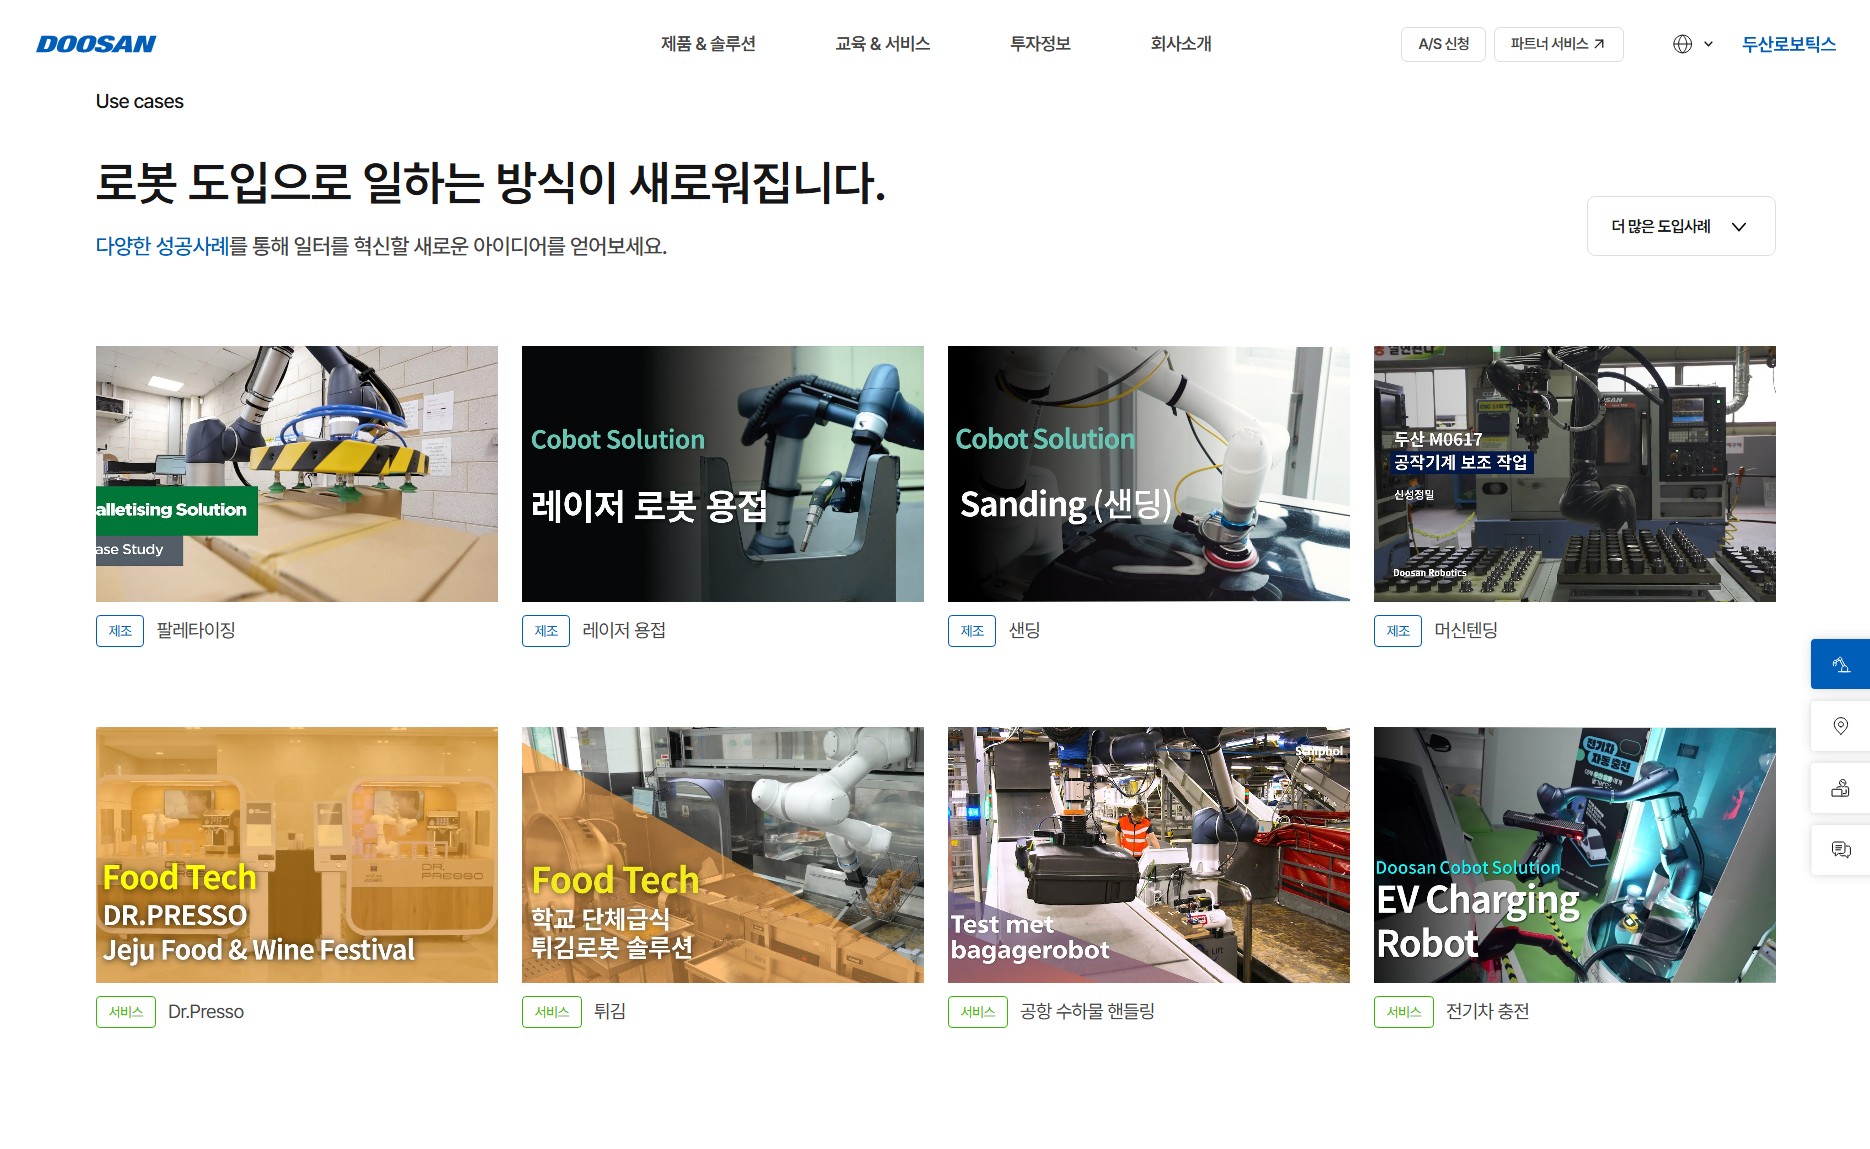 DOOSAN
제품 & 솔루션
교육 & 서비스
투자정보
회사소개
A/S 신청
파트너 서비스
두산로보틱스
Use cases
로봇 도입으로 일하는 방식이 새로워집니다.
다양한 성공사례를 통해 일터를 혁신할 새로운 아이디어를 얻어보세요.
더 많은 도입사례
alletising Solution
ase Study
제조 팔레타이징
Cobot Solution
레이저 로봇 용접
제조 레이저 용접
Cobot Solution
Sanding (샌딩)
제조 샌딩
두산 M0617
공작기계 보조 작업
신성정밀
Doosan Robotics
제조 머신텐딩
DR.
PRESSO
Food Tech
DR.PRESSO
Jeju Food & Wine Festival
서비스 Dr.Presso
Food Tech
학교 단체급식
튀김로봇 솔루션
서비스 튀김
Schiphol
Test met
bagagerobot
서비스 공항 수하물 핸들링
전기차
자동충전
Doosan Cobot Solution
EV Charging
Robot
서비스 전기차 충전